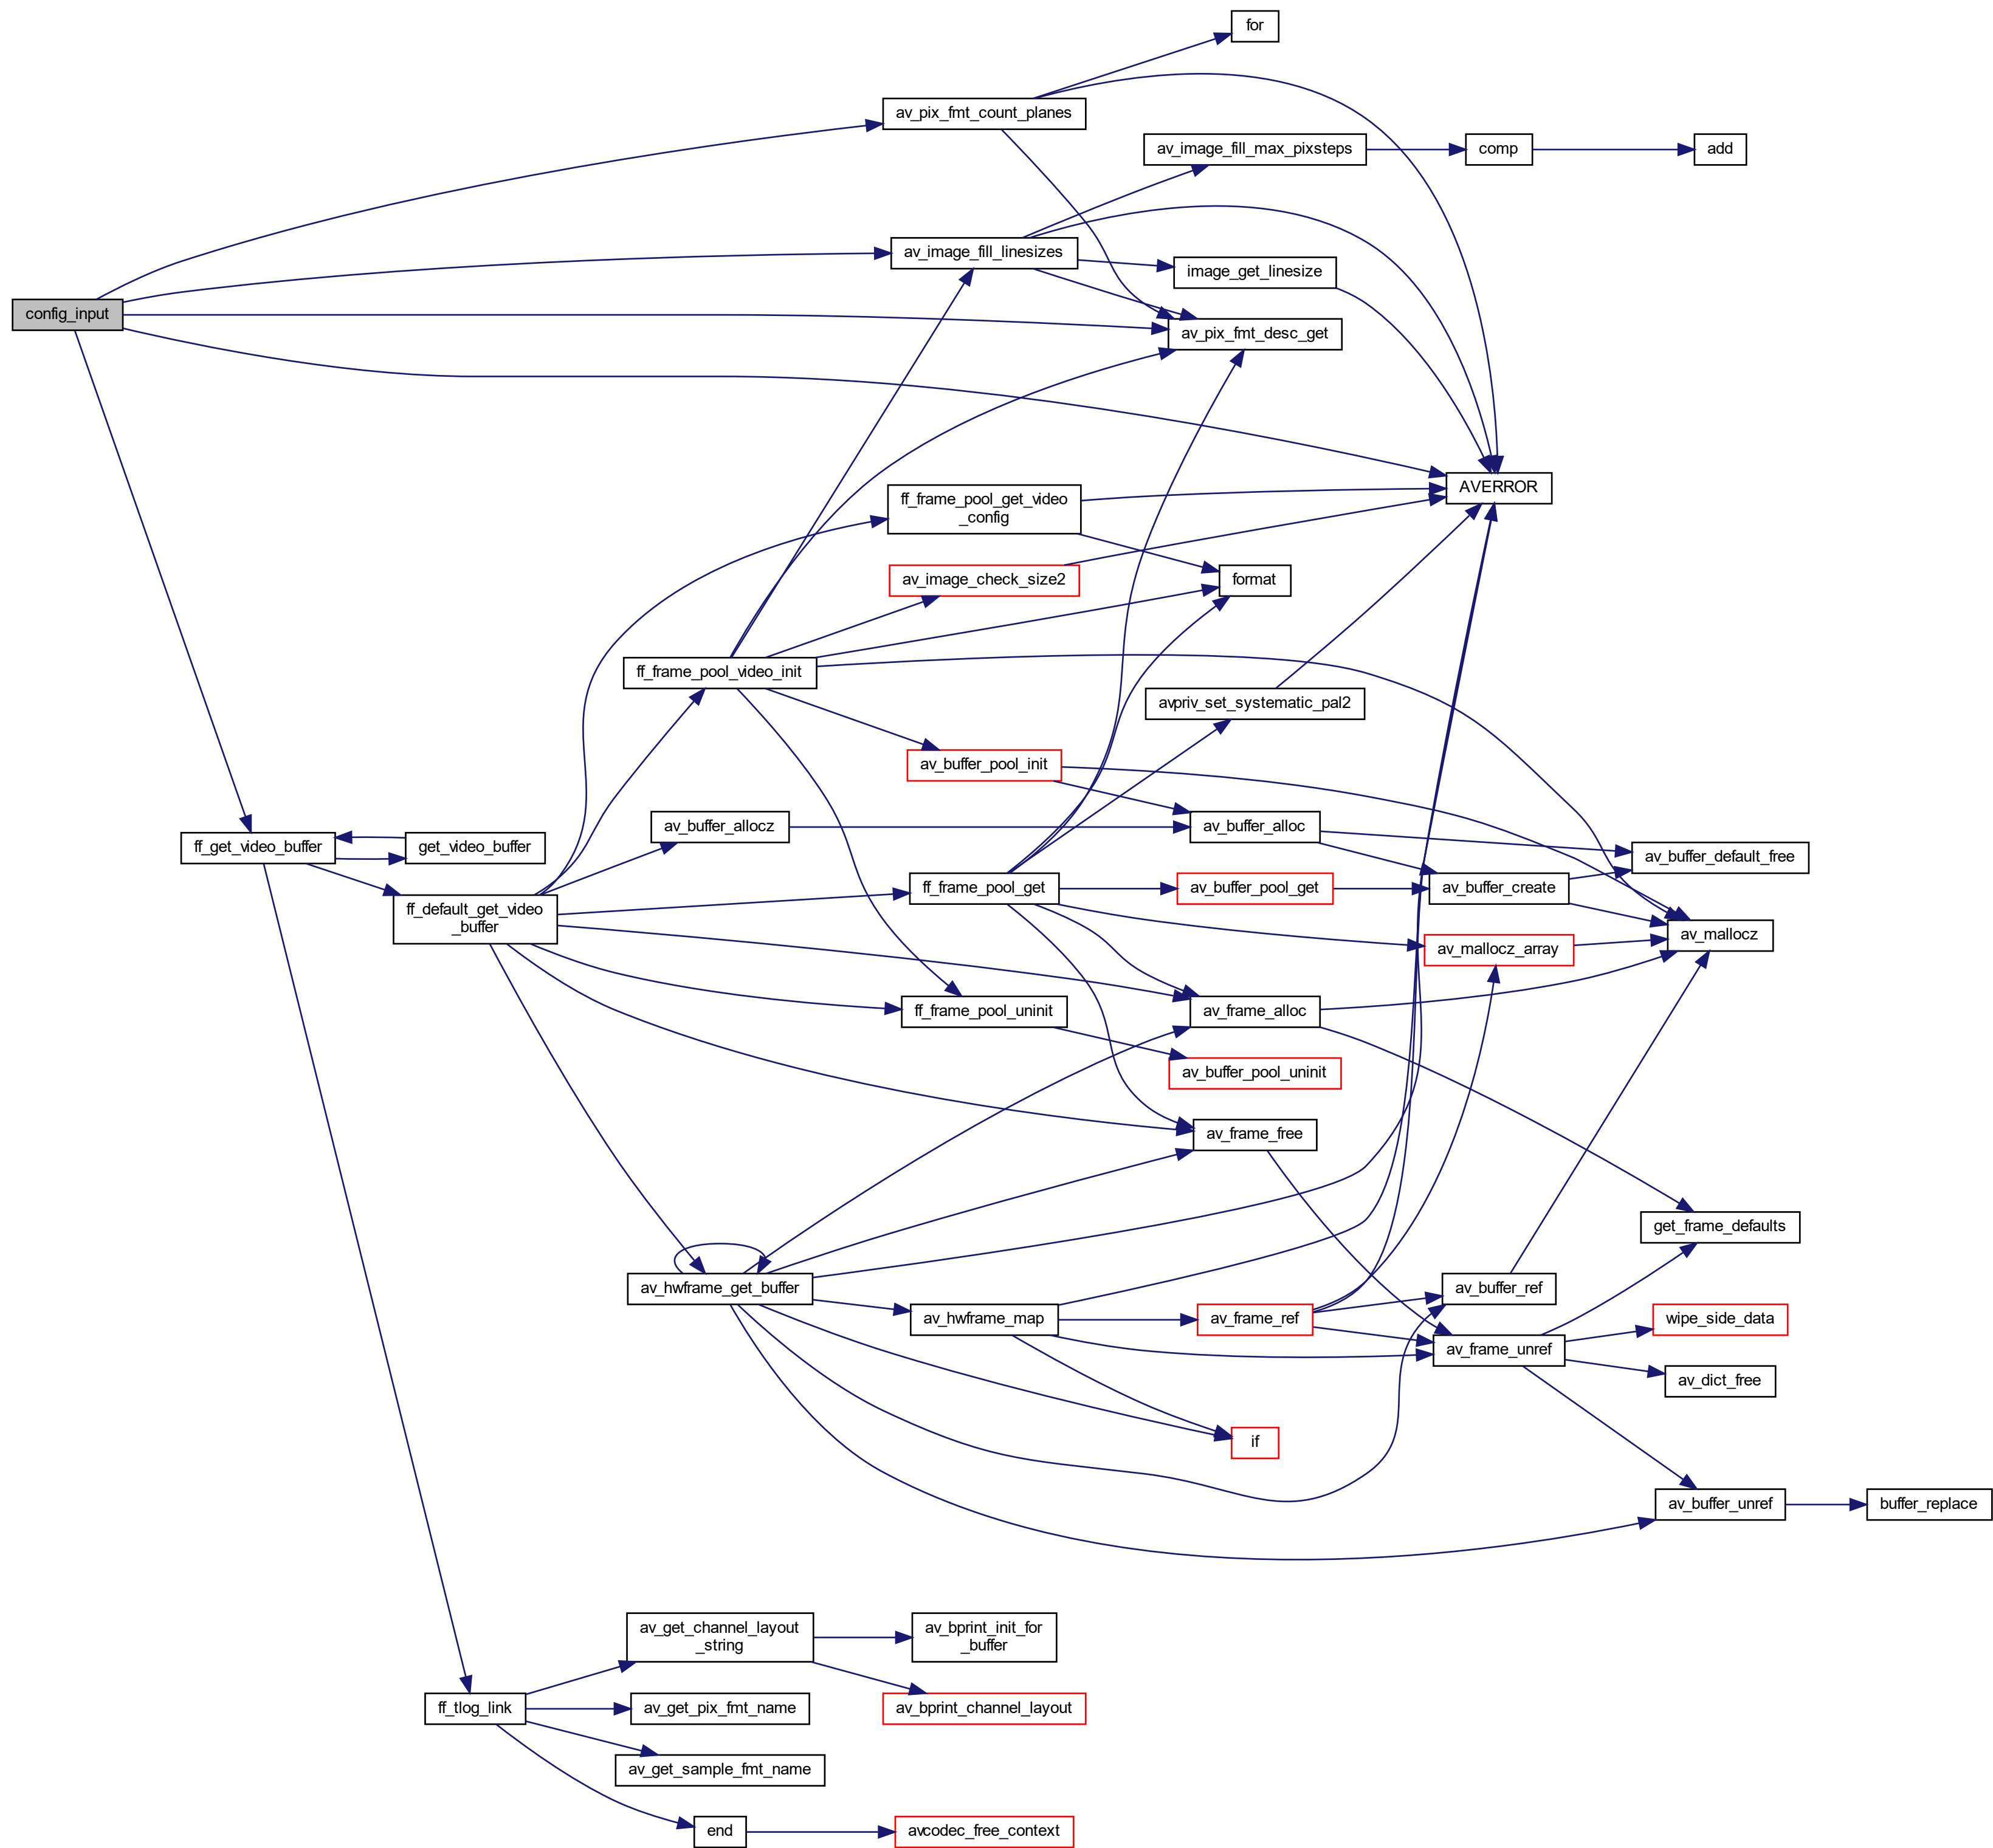 for
av_pix_fmt_count_planes
av_image_fill_max_pixsteps
comp
add
av_image_fill_linesizes
image_get_linesize
config_input
av_pix_fmt_desc_get
ff_frame_pool_get_video
_config
AVERROR
av_image_check_size2
format
ff_frame_pool_video_init
avpriv_set_systematic_pal2
av_buffer_pool_init
av_buffer_allocz
av_buffer_alloc
ff_get_video_buffer
get_video_buffer
av_buffer_default_free
ff_default_get_video
_buffer
ff_frame_pool_get
av_buffer_pool_get
av_buffer_create
av_mallocz_array
av_mallocz
ff_frame_pool_uninit
av_frame_alloc
av_buffer_pool_uninit
av_frame_free
get_frame_defaults
av_hwframe_get_buffer
av_buffer_ref
av_hwframe_map
av_frame_ref
wipe_side_data
av_frame_unref
av_dict_free
if
av_buffer_unref
buffer_replace
av_get_channel_layout
_string
av_bprint_init_for
_buffer
ff_tlog_link
av_get_pix_fmt_name
av_bprint_channel_layout
av_get_sample_fmt_name
end
avcodec_free_context